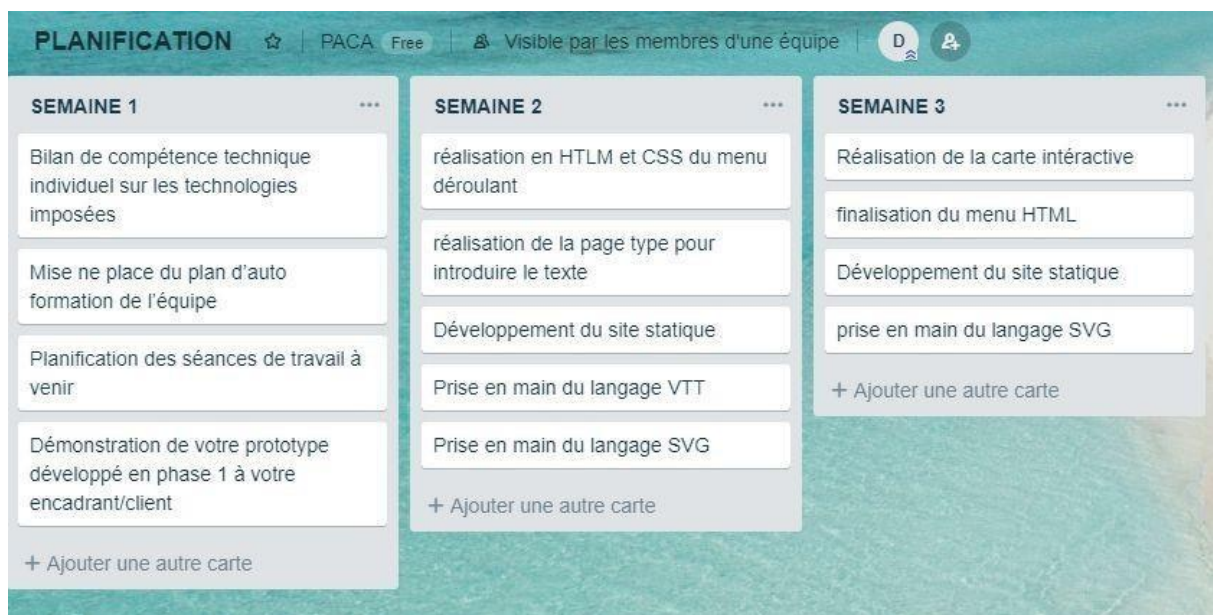 PLANIFICATION
PACA
Free
Visible par les membres d'une équipe
D
SEMAINE 1
Bilan de compétence technique
individuel sur les technologies
imposées
Mise ne place du plan d'auto
formation de l'équipe
Planification des séances de travail à
venir
Démonstration de votre prototype
développé en phase 1 à votre
encadrant/client
+ Ajouter une autre carte
SEMAINE 2
réalisation en HTLM et CSS du menu
déroulant
réalisation de la page type pour
introduire le texte
Développement du site statique
Prise en main du langage VTT
Prise en main du langage SVG
+ Ajouter une autre carte
SEMAINE 3
Réalisation de la carte intéractive
finalisation du menu HTML
Développement du site statique
prise en main du langage SVG
+ Ajouter une autre carte